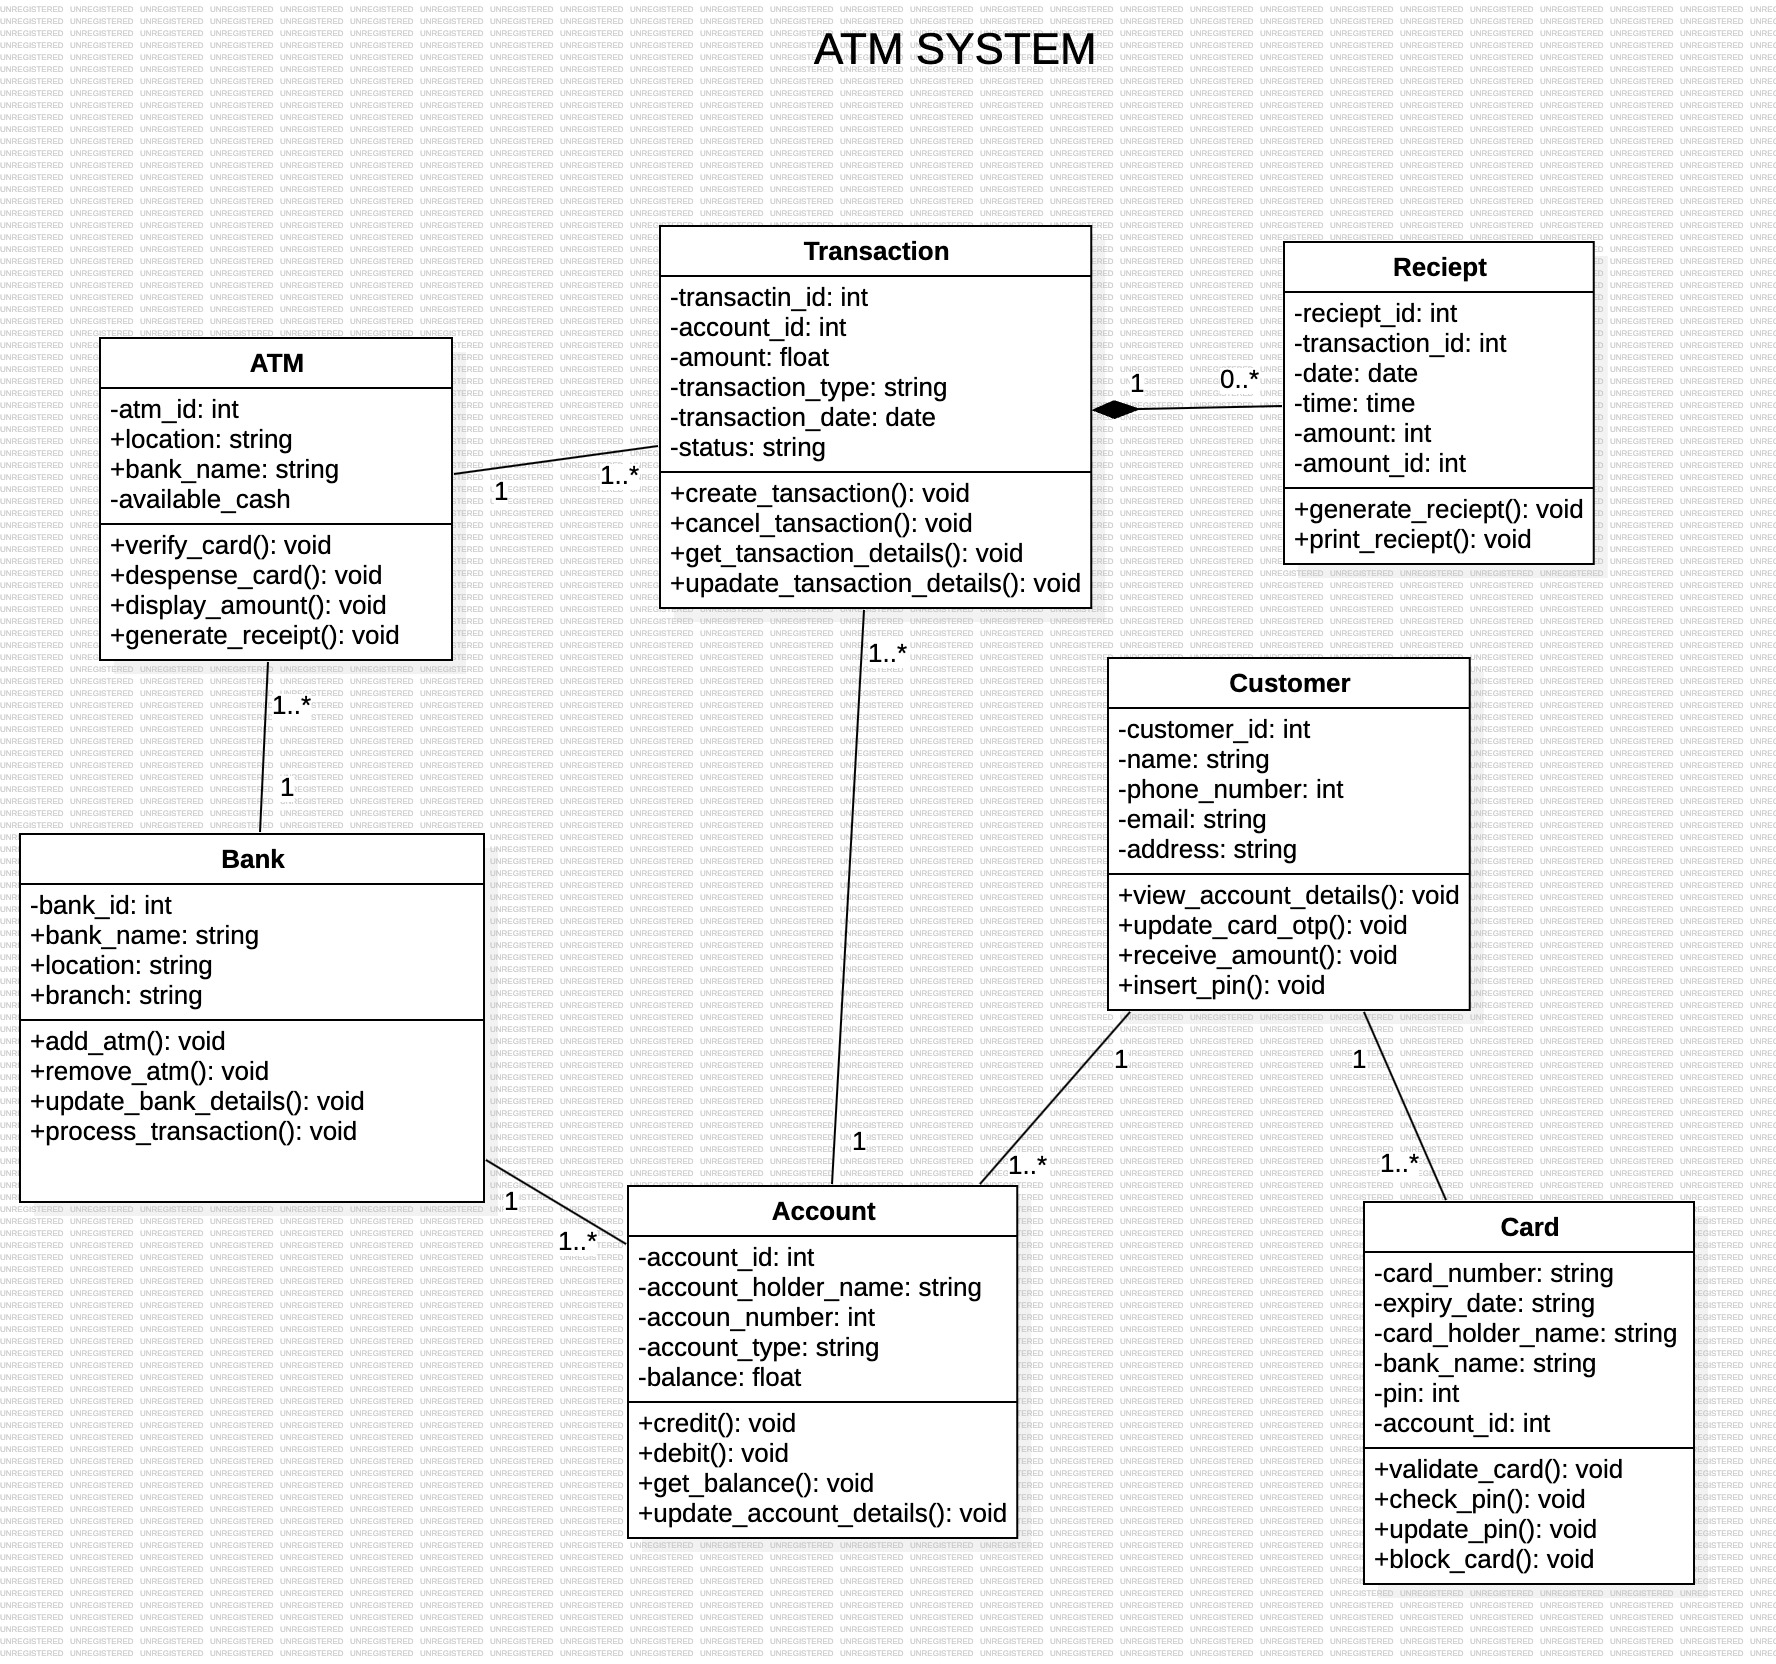 ATM SYSTEM
Transaction
-transactin_id: int
-account_id: int
-amount: float
-transaction_type: string
-transaction_date: date
-status: string
+create_tansaction(): void
+cancel_tansaction(): void
+get_tansaction_details(): void
+upadate_tansaction_details(): void
Reciept
-reciept_id: int
-transaction_id: int
-date: date
-time: time
-amount: int
-amount_id: int
+generate_reciept(): void
+print_reciept(): void
1
0..*
ATM
-atm_id: int
+location: string
+bank_name: string
-available_cash
+verify_card(): void
+despense_card(): void
+display_amount(): void
+generate_receipt(): void
1
1..*
1..*
1
1..*
1
Customer
-customer_id: int
-name: string
-phone_number: int
-email: string
-address: string
+view_account_details(): void
+update_card_otp(): void
+receive_amount(): void
+insert_pin(): void
Bank
-bank_id: int
+bank_name: string
+location: string
+branch: string
+add_atm(): void
+remove_atm(): void
+update_bank_details(): void
+process_transaction(): void
1
1..*
1
1..*
1
1..*
Account
-account_id: int
-account_holder_name: string
-accoun_number: int
-account_type: string
-balance: float
+credit(): void
+debit(): void
+get_balance(): void
+update_account_details(): void
Card
-card_number: string
-expiry_date: string
-card_holder_name: string
-bank_name: string
-pin: int
-account_id: int
+validate_card(): void
+check_pin(): void
+update_pin(): void
+block_card(): void
UNREGISTERED